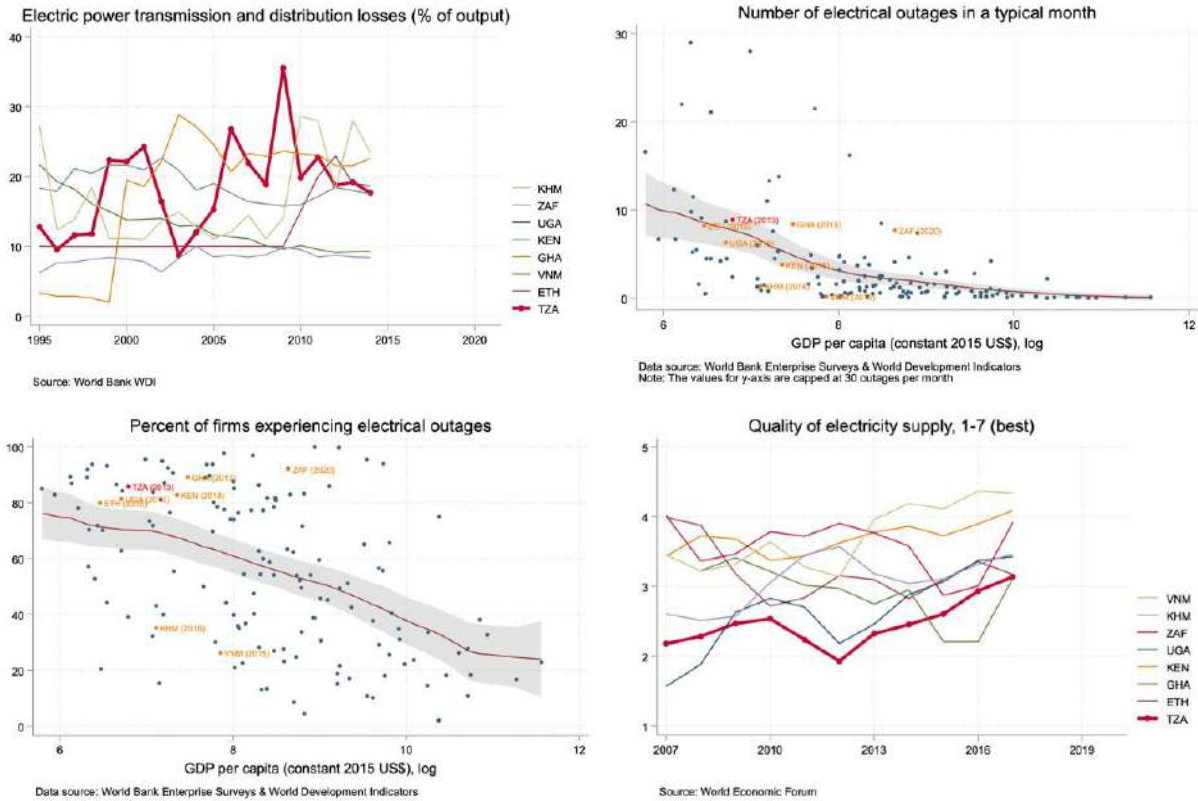 Electric power transmission and distribution losses (% of output)
40
30
20
10
0
1995
2000
2005
2010
2015
2020
KHM
ZAF
UGA
KEN
GHA
VNM
ETH
TZA
Source: World Bank WDI
Number of electrical outages in a typical month
30
20
10
0
TZA (2013)
GHA (2013)
ZAF (2020)
KEN (2018)
6
8
10
12
GDP per capita (constant 2015 US$), log
Data source: World Bank Enterprise Surveys & World Development Indicators
Note: The values for y-axis are capped at 30 outages per month
Percent of firms experiencing electrical outages
100
80
60
40
20
0
ZAF (2020)
GHA (2013)
TZA (2013)
KEN (2018)
KHM (2016)
VNM (2015)
6
8
10
12
GDP per capita (constant 2015 US$), log
Data source: World Bank Enterprise Surveys & World Development Indicators
Quality of electricity supply, 1-7 (best)
5
4
3
2
1
2007
2010
2013
2016
2019
VNM
KHM
ZAF
UGA
KEN
GHA
ETH
TZA
Source: World Economic Forum